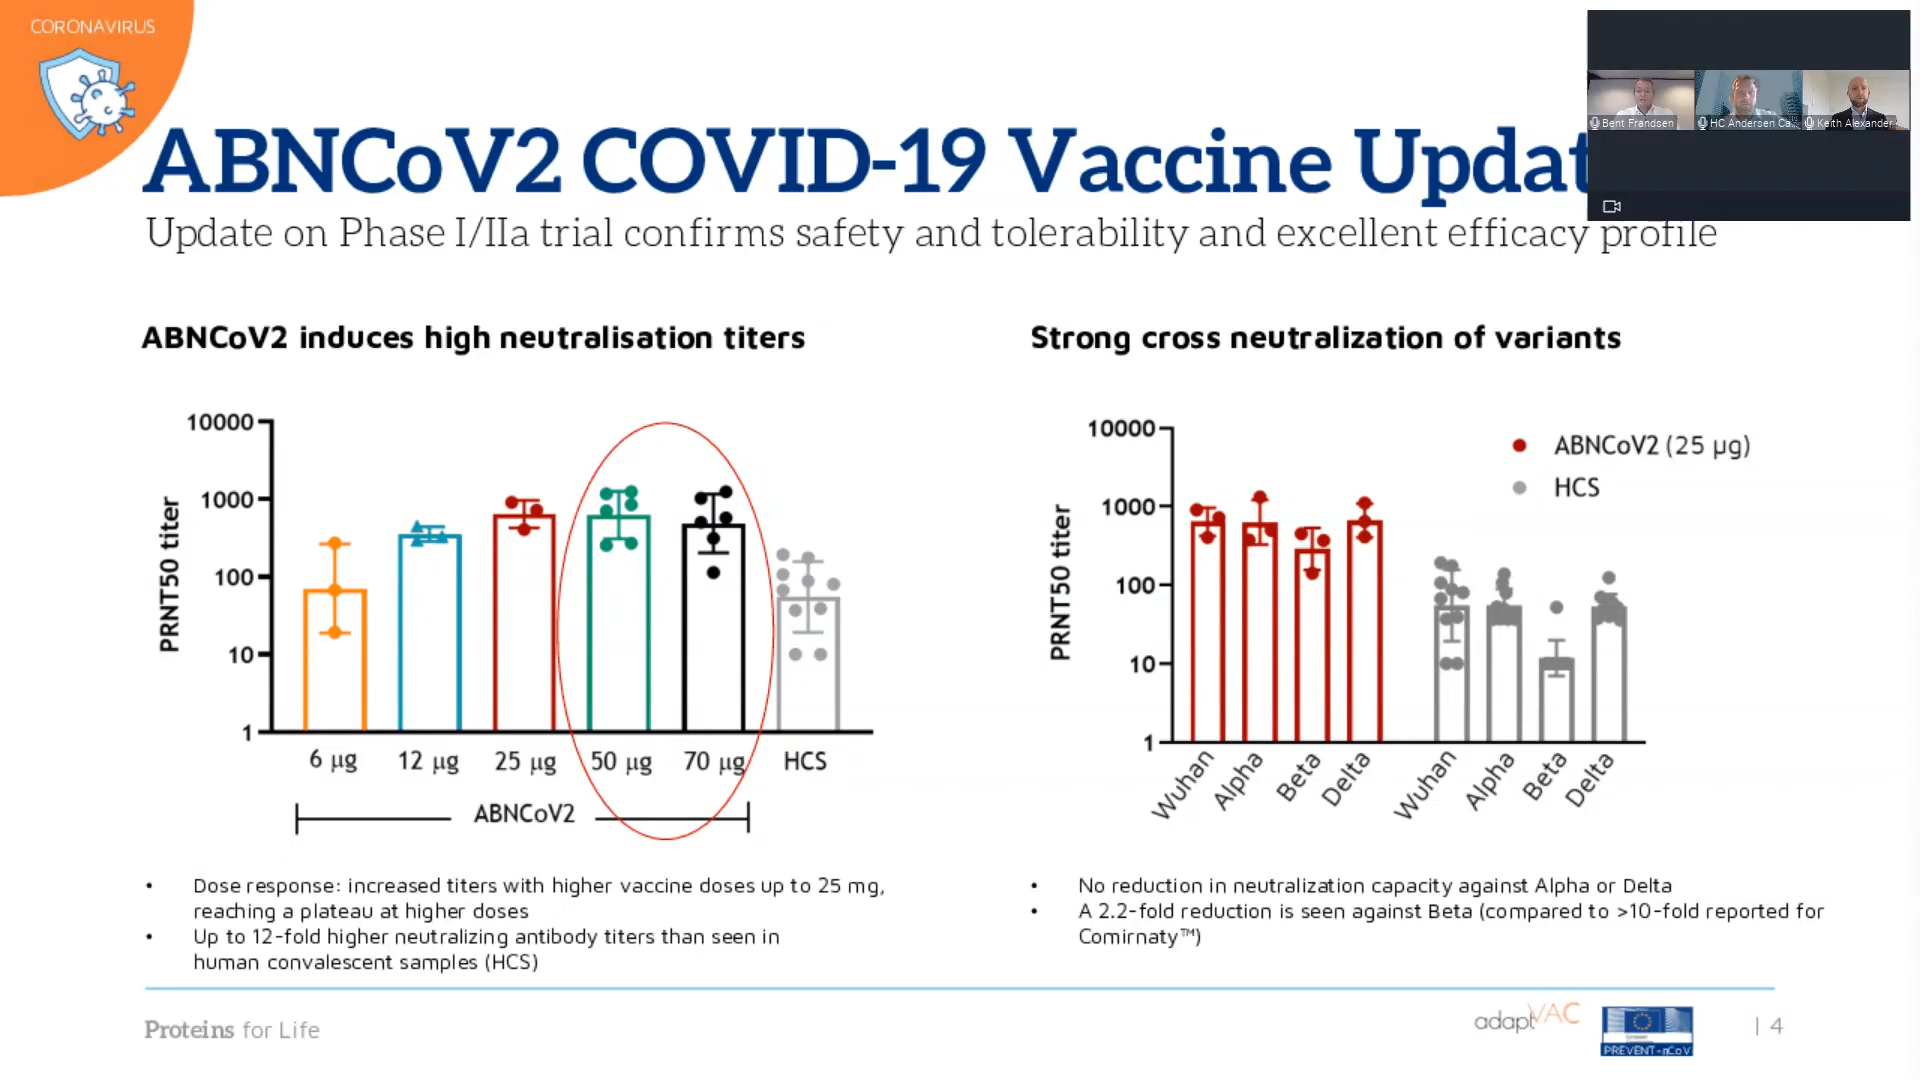 CORONAVIRUS
Bent Frandsen
HC Andersen Ca...
Keith Alexander
ABNCoV2 COVID-19 Vaccine Updat
Update on Phase I/IIa trial confirms safety and tolerability and excellent efficacy profile
ABNCoV2 induces high neutralisation titers
PRNT50 titer
10000
1000
100
10
1
6 µg 12 µg 25 µg 50 µg 70 µg HCS
ABNCoV2
• Dose response: increased titers with higher vaccine doses up to 25 mg,
reaching a plateau at higher doses
• Up to 12-fold higher neutralizing antibody titers than seen in
human convalescent samples (HCS)
Strong cross neutralization of variants
PRNT50 titer
10000
1000
100
10
1
ABNCoV2 (25 µg)
HCS
Wuhan Alpha Beta Delta Wuhan Alpha Beta Delta
• No reduction in neutralization capacity against Alpha or Delta
• A 2.2-fold reduction is seen against Beta (compared to >10-fold reported for
Comirnaty™)
Proteins for Life
adaptVAC
PREVENT-nCoV
| 4